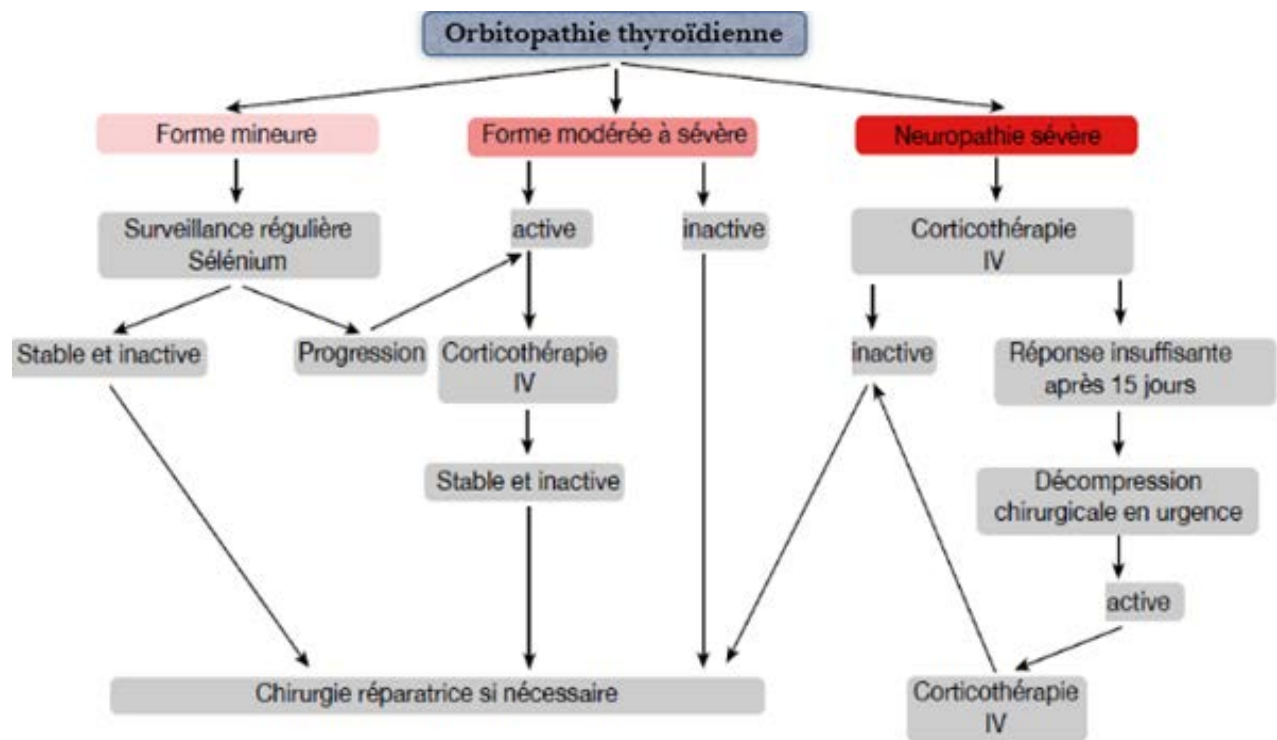 Orbitopathie thyroïdienne
Forme mineure
Forme modérée à sévère
Neuropathie sévère
Surveillance régulière
Sélénium
active
inactive
Corticothérapie
IV
Stable et inactive
Progression
Corticothérapie
IV
inactive
Réponse insuffisante
après 15 jours
Stable et inactive
Décompression
chirurgicale en urgence
active
Chirurgie réparatrice si nécessaire
Corticothérapie
IV